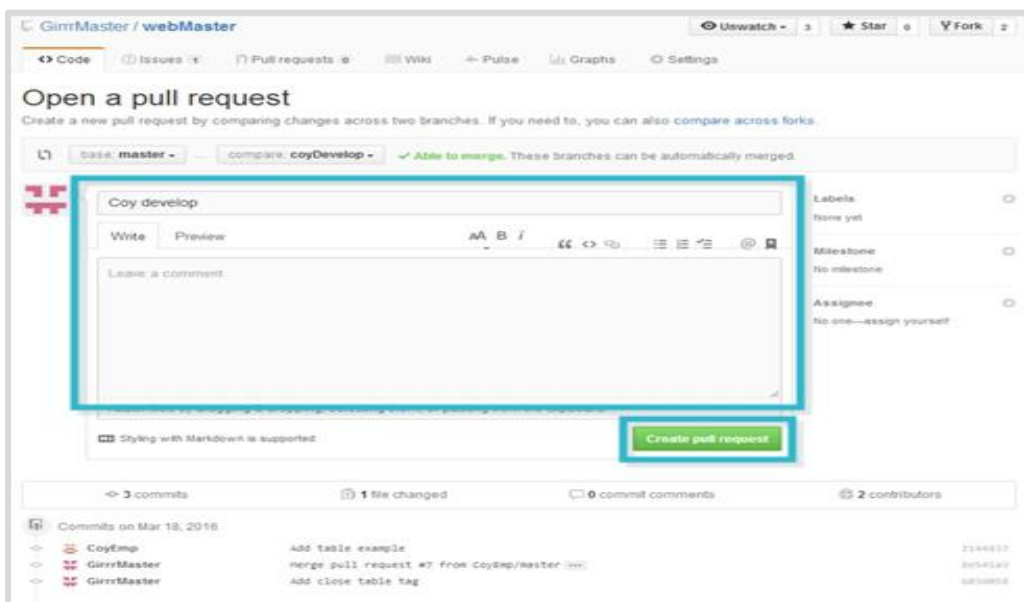 GirrrMaster / webMaster
Unwatch 3 Star 0 Fork 2
Code Issues 1 Pull requests 0 Wiki Pulse Graphs Settings
Open a pull request
Create a new pull request by comparing changes across two branches. If you need to, you can also compare across forks.
base: master ... compare: coyDevelop ✓ Able to merge. These branches can be automatically merged.
Coy develop
Write Preview AA B i
Leave a comment
Styling with Markdown is supported
Create pull request
Labels
None yet
Milestone
No milestone
Assignee
No one—assign yourself
3 commits 1 file changed 0 commit comments 2 contributors
Commits on Mar 18, 2016
CoyEmp Add table example
GirrrMaster Merge pull request #7 from CoyEmp/master ...
GirrrMaster Add close table tag